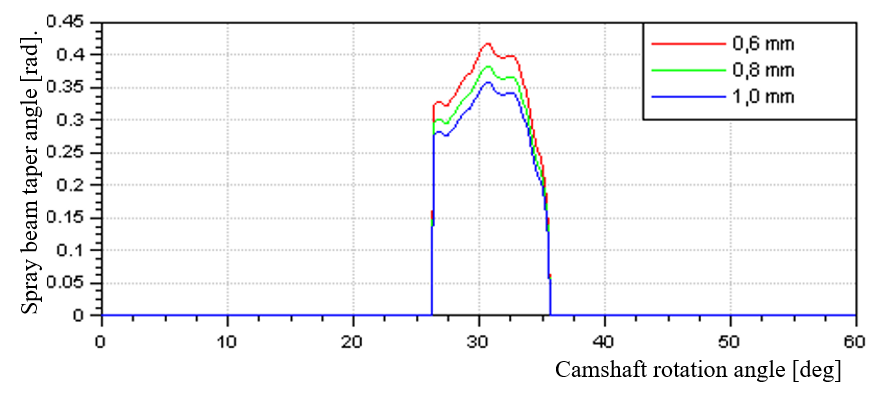 Spray beam taper angle [rad].
0.45
0.4
0.35
0.3
0.25
0.2
0.15
0.1
0.05
0
0,6 mm
0,8 mm
1,0 mm
0 10 20 30 40 50 60
Camshaft rotation angle [deg]